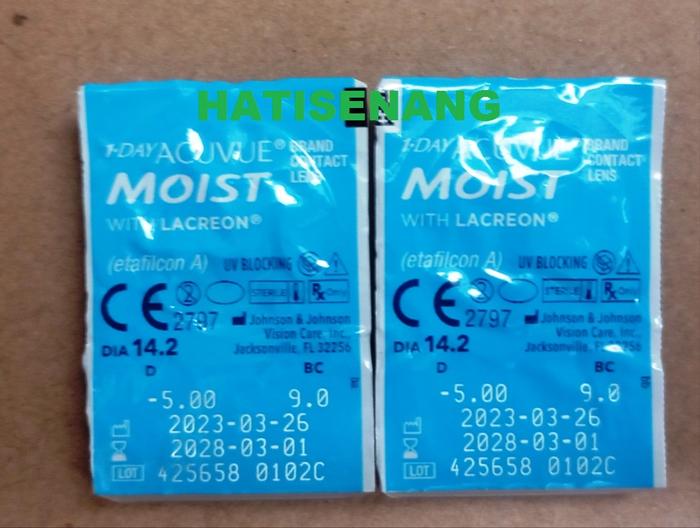 HATISENANG
1-DAY ACUVUE® BRAND CONTACT LENS
MOIST
WITH LACREON®
(etafilcon A) UV BLOCKING
CE 2797 STERILE Rx Only
Johnson & Johnson
Vision Care, Inc.,
Jacksonville, FL 32256
DIA 14.2
D BC
-5.00 9.0
2023-03-26
2028-03-01
LOT 425658 0102C
1-DAY ACUVUE® BRAND CONTACT LENS
MOIST
WITH LACREON®
(etafilcon A) UV BLOCKING
CE 2797 STERILE Rx Only
Johnson & Johnson
Vision Care, Inc.,
Jacksonville, FL 32256
DIA 14.2
D BC
-5.00 9.0
2023-03-26
2028-03-01
LOT 425658 0102C